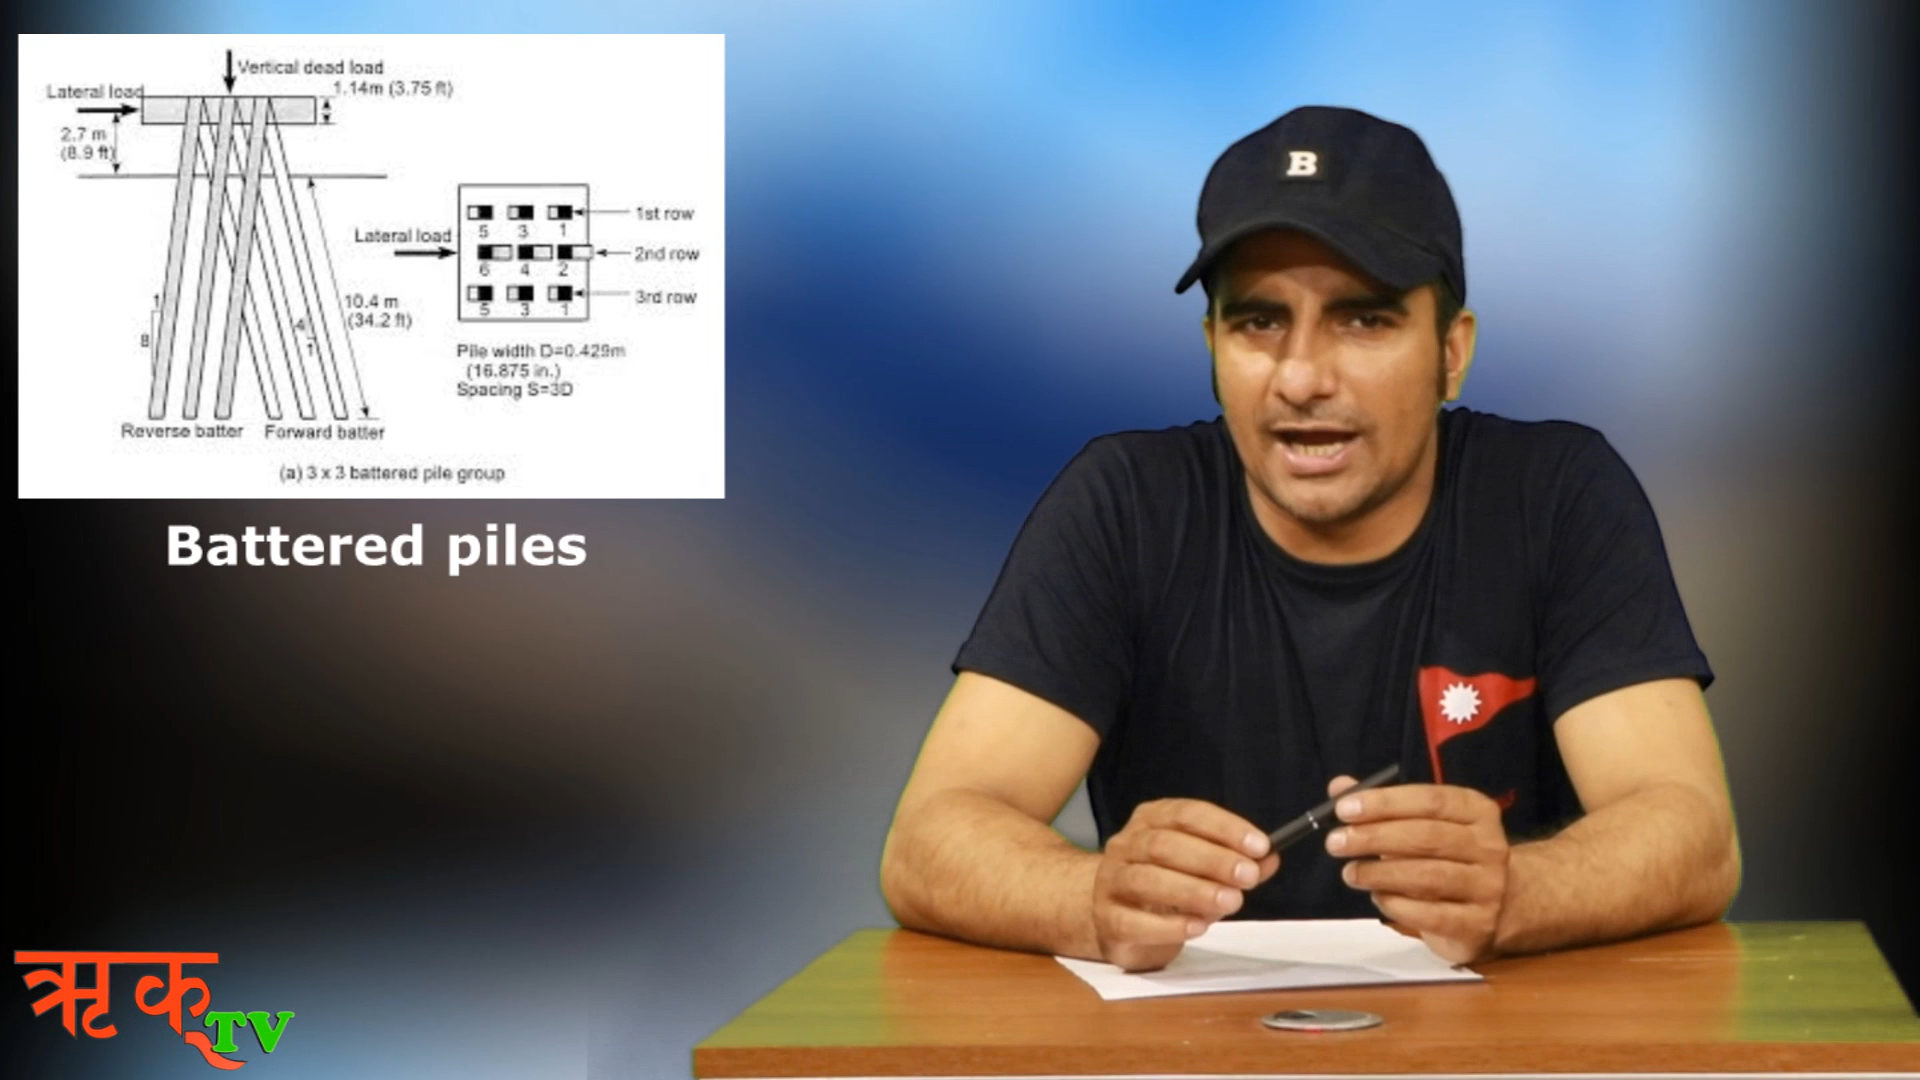 Vertical dead load
1.14m (3.75 ft)
Lateral load
2.7 m
(8.9 ft)
1st row
5 3 1
Lateral load
2nd row
6 4 2
3rd row
5 3 1
10.4 m
(34.2 ft)
1
8
4
1
Pile width D=0.429m
(16.875 in.)
Spacing S=3D
Reverse batter Forward batter
(a) 3 x 3 battered pile group
Battered piles
B
ऋक्
TV